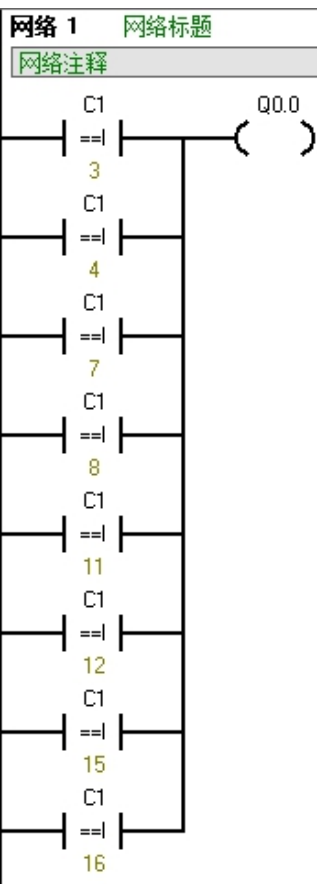 网络 1 网络标题
网络注释
C1 Q0.0
==I
3
C1
==I
4
C1
==I
7
C1
==I
8
C1
==I
11
C1
==I
12
C1
==I
15
C1
==I
16